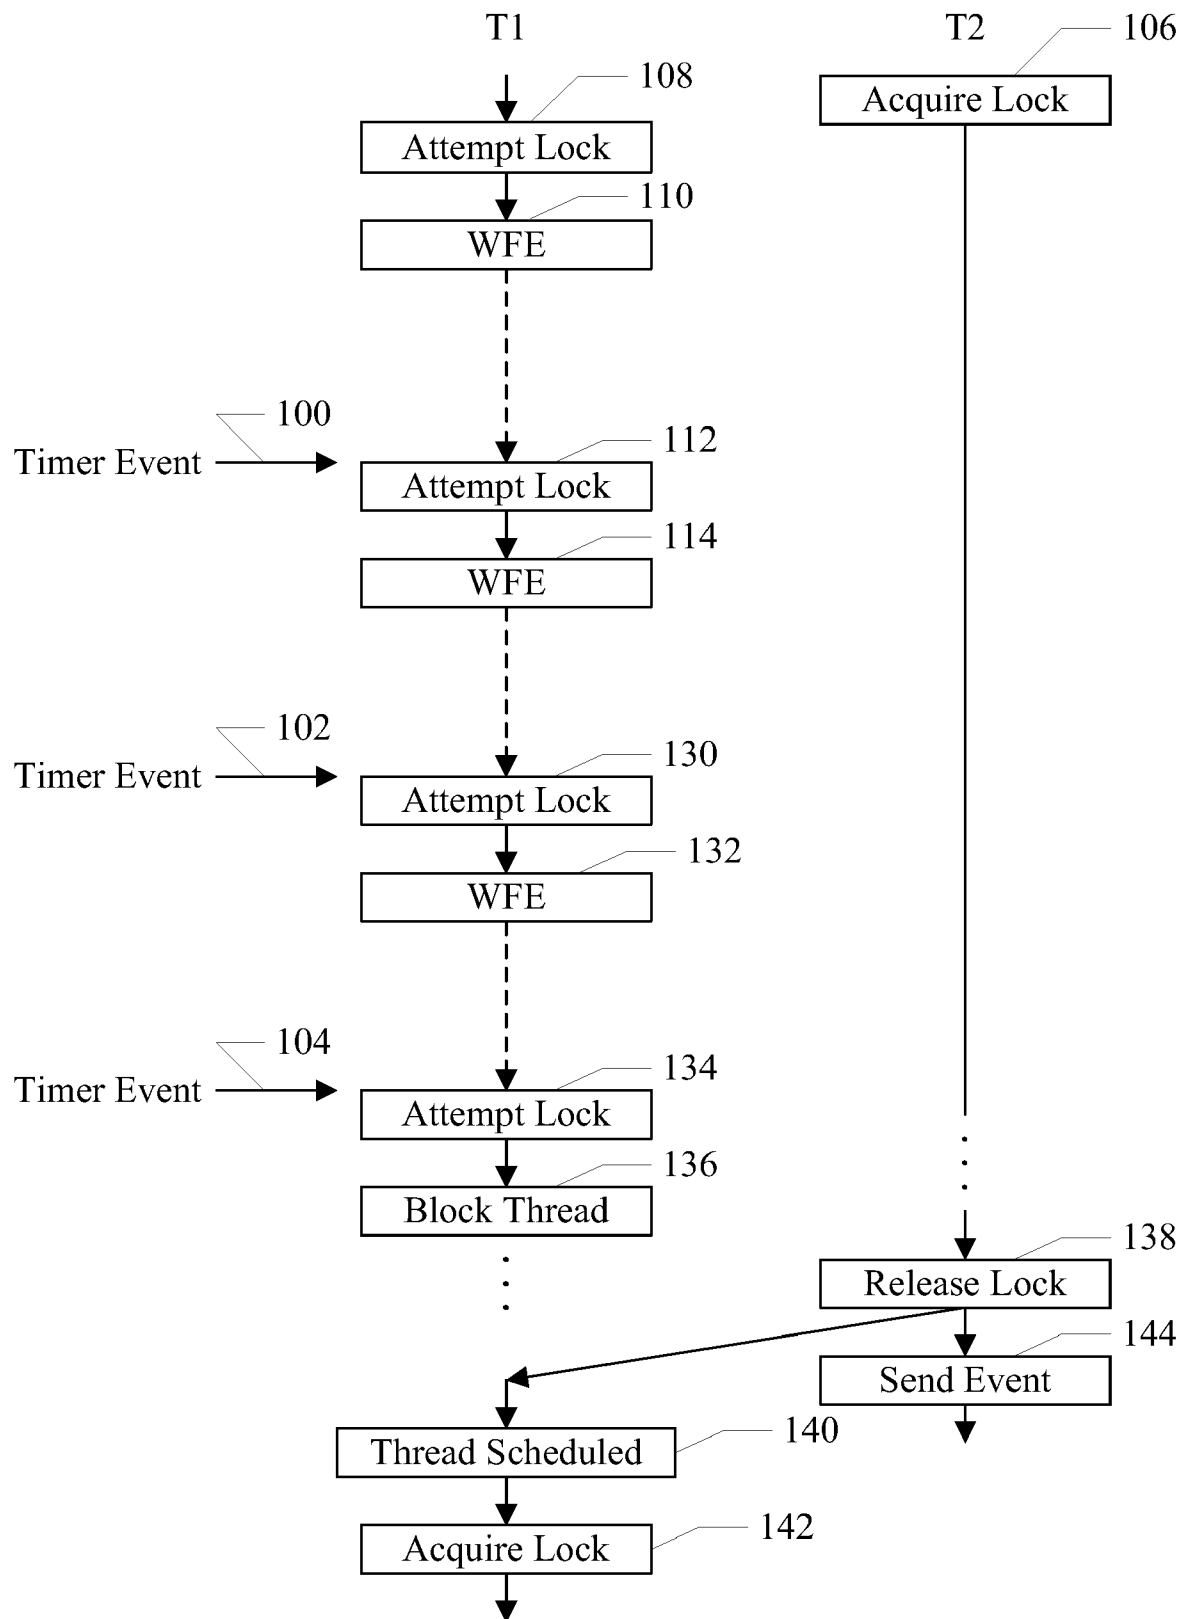 T1
T2
106
Acquire Lock
108
Attempt Lock
110
WFE
100
Timer Event
112
Attempt Lock
114
WFE
102
Timer Event
130
Attempt Lock
132
WFE
104
Timer Event
134
Attempt Lock
136
Block Thread
138
Release Lock
144
Send Event
140
Thread Scheduled
142
Acquire Lock